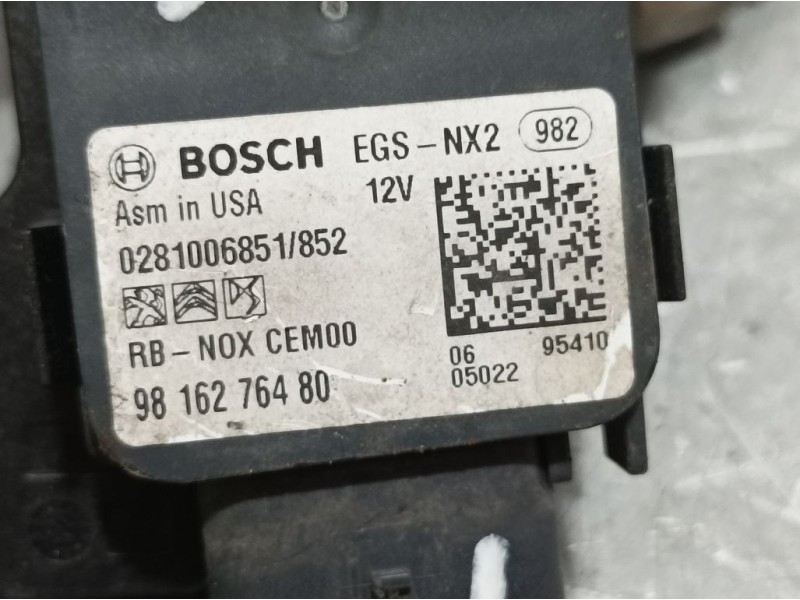 BOSCH EGS-NX2 982
Asm in USA 12V
0281006851/852
RB-NOX CEM00
98 162 764 80
06 95410
05022